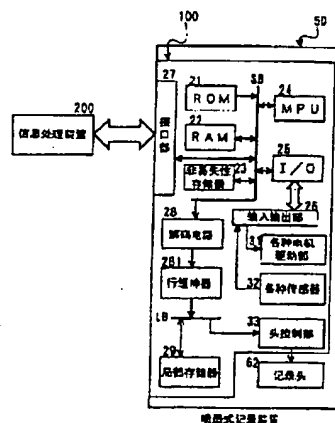 100
50
27
21
SB
24
ROM
MPU
接口部
200
22
信息处理装置
RAM
25
I/O
非易失性存储器
23
28
26
输入输出部
解码电路
31
各种电机驱动部
281
行缓冲器
32
各种传感器
LB
33
头控制部
29
局部存储器
62
记录头
喷墨式记录装置